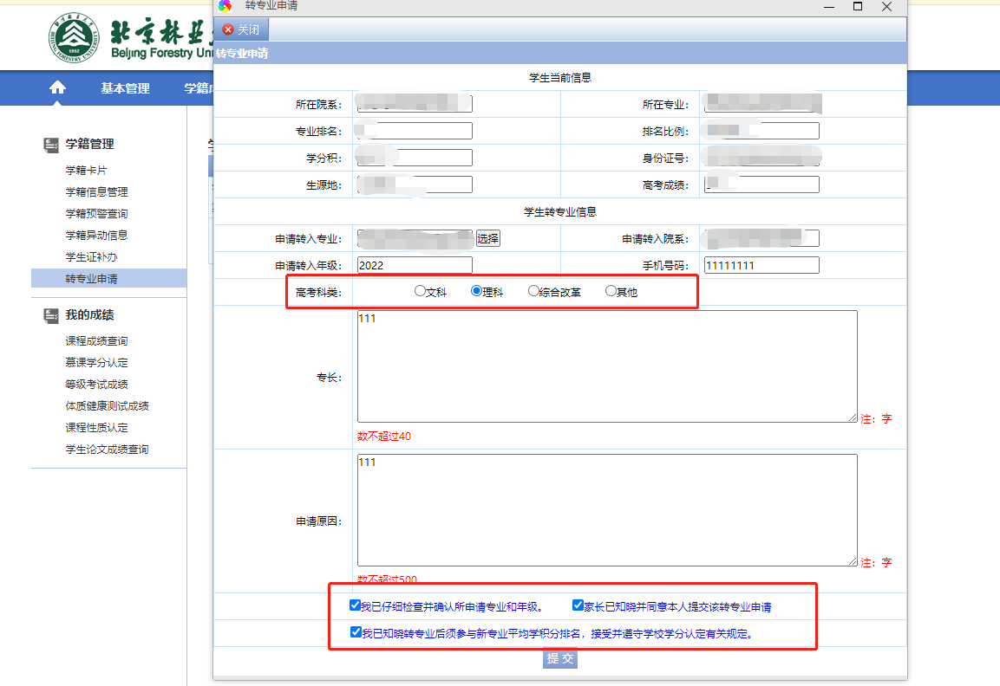 转专业申请
北京林业
Beijing Forestry Uni
BEIJING FORESTRY UNIVERSITY
1952
关闭
转专业申请
基本管理
学籍成
学籍管理
学籍卡片
学籍信息管理
学籍预警查询
学籍异动信息
学生证补办
转专业申请
我的成绩
课程成绩查询
慕课学分认定
等级考试成绩
体质健康测试成绩
课程性质认定
学生论文成绩查询
学生当前信息
所在院系: 所在专业:
专业排名: 排名比例:
学分积: 身份证号:
生源地: 高考成绩:
学生转专业信息
申请转入专业: 选择 申请转入院系:
申请转入年级: 2022 手机号码: 11111111
高考科类: 文科 理科 综合改革 其他
专长: 111
注：字
数不超过40
申请原因: 111
注：字
数不超过500
我已仔细检查并确认所申请专业和年级。 家长已知晓并同意本人提交该转专业申请
我已知晓转专业后须参与新专业平均学积分排名，接受并遵守学校学分认定有关规定。
提 交